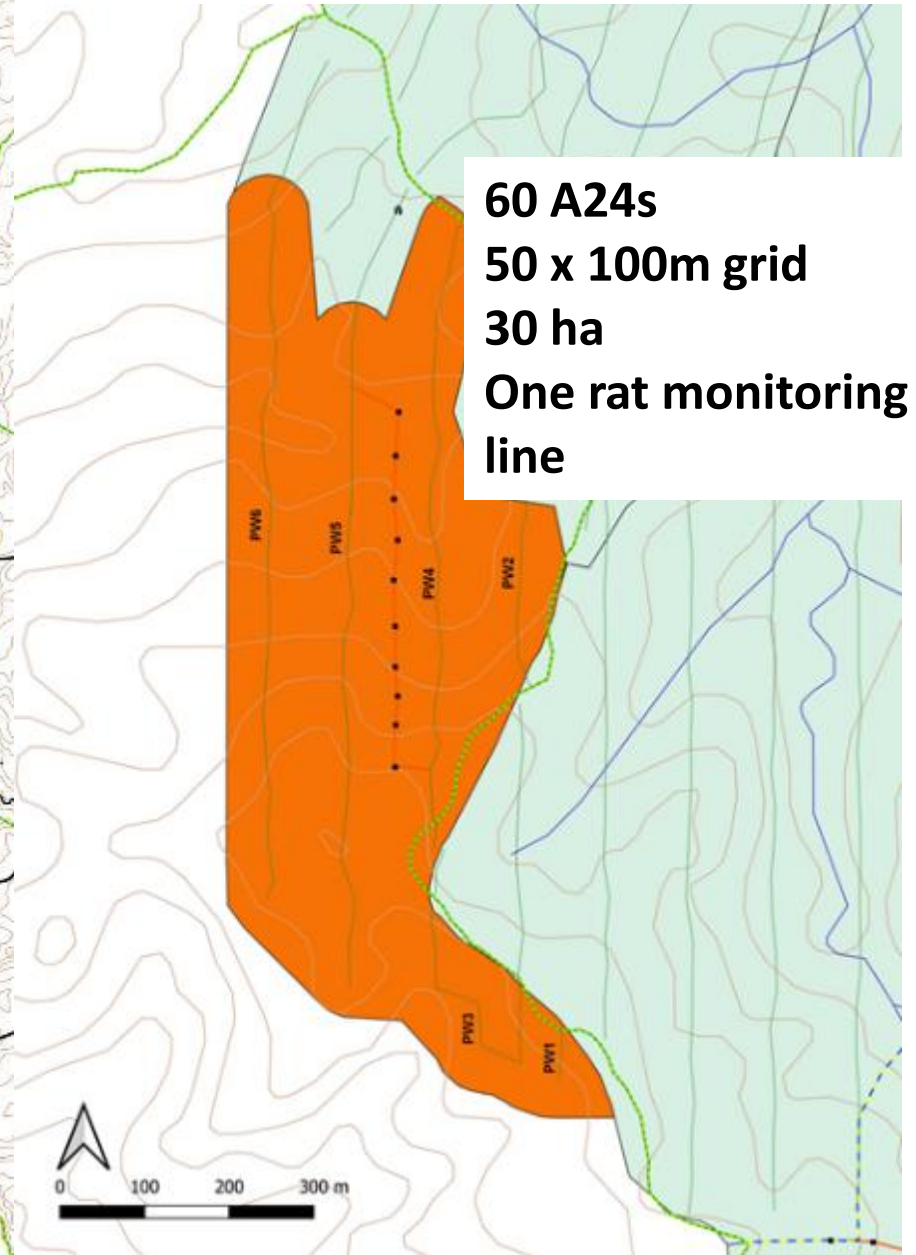 60 A24s
50 x 100m grid
30 ha
One rat monitoring
line
PW6
PW5
PW4
PW2
PW3
PW1
0 100 200 300 m